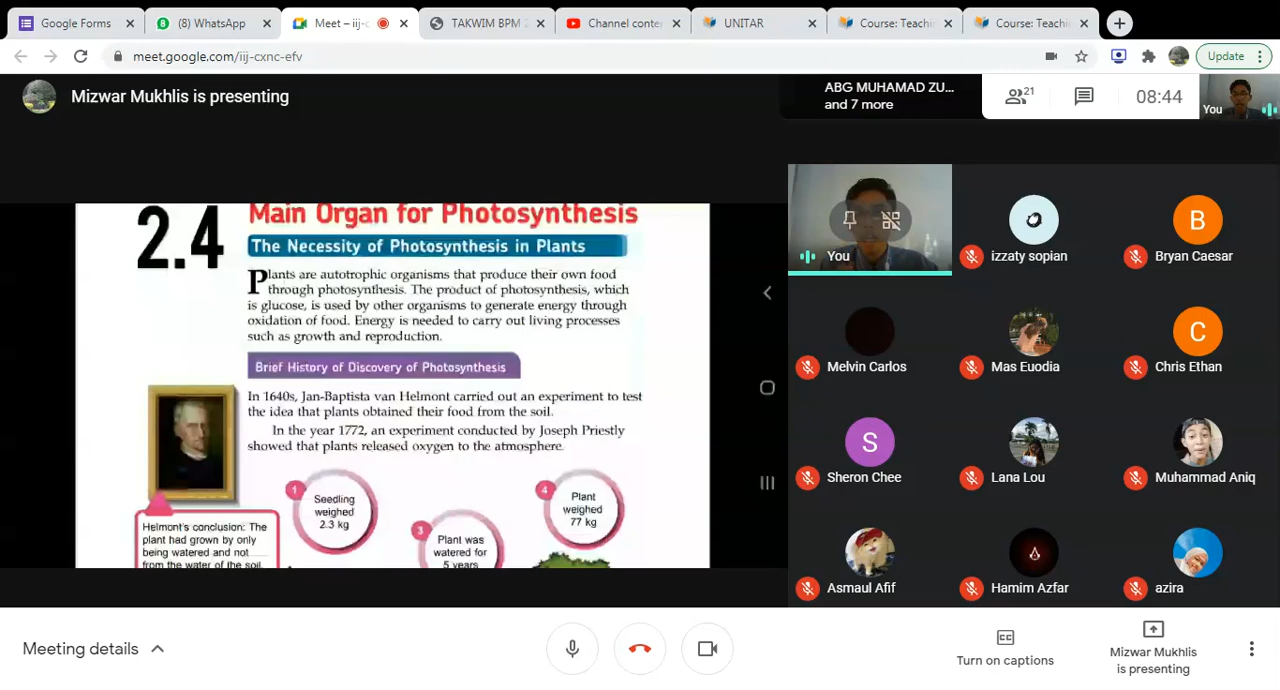 Google Forms
(8) WhatsApp
Meet – iij-c
TAKWIM BPM 2
Channel conte
UNITAR
Course: Teachi
Course: Teachi
meet.google.com/iij-cxnc-efv
Update
Mizwar Mukhlis is presenting
ABG MUHAMAD ZU...
and 7 more
21
08:44
You
2.4
Main Organ for Photosynthesis
The Necessity of Photosynthesis in Plants
Plants are autotrophic organisms that produce their own food
through photosynthesis. The product of photosynthesis, which
is glucose, is used by other organisms to generate energy through
oxidation of food. Energy is needed to carry out living processes
such as growth and reproduction.
Brief History of Discovery of Photosynthesis
In 1640s, Jan-Baptista van Helmont carried out an experiment to test
the idea that plants obtained their food from the soil.
In the year 1772, an experiment conducted by Joseph Priestly
showed that plants released oxygen to the atmosphere.
1
Seedling
weighed
2.3 kg
3
Plant was
watered for
5 years
4
Plant
weighed
77 kg
Helmont's conclusion: The
plant had grown by only
being watered and not
from the water of the soil.
You
izzaty sopian
B
Bryan Caesar
Melvin Carlos
Mas Euodia
C
Chris Ethan
S
Sheron Chee
Lana Lou
Muhammad Aniq
Asmaul Afif
Hamim Azfar
azira
Meeting details
CC
Turn on captions
Mizwar Mukhlis
is presenting